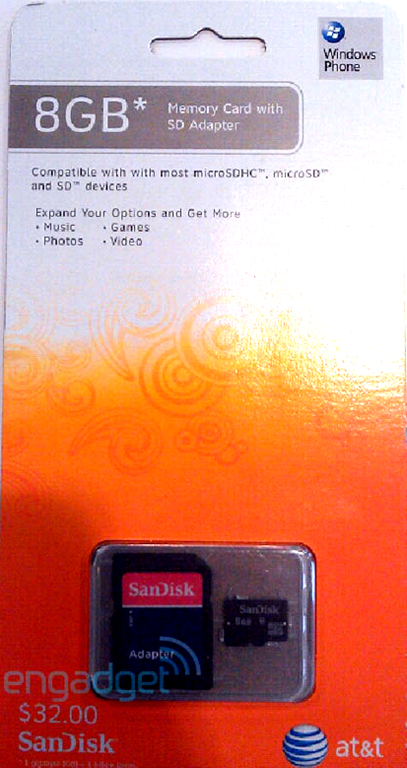 Windows
Phone
8GB*
Memory Card with
SD Adapter
Compatible with with most microSDHC™, microSD™
and SD™ devices
Expand Your Options and Get More
• Music • Games
• Photos • Video
SanDisk
Adapter
SanDisk
8GB
engadget
$32.00
SanDisk
at&t